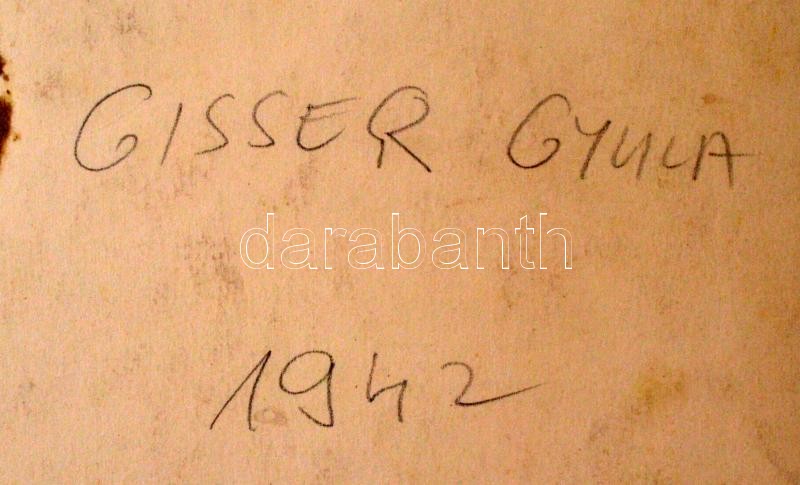 GISSER GYULA
darabanth
1942